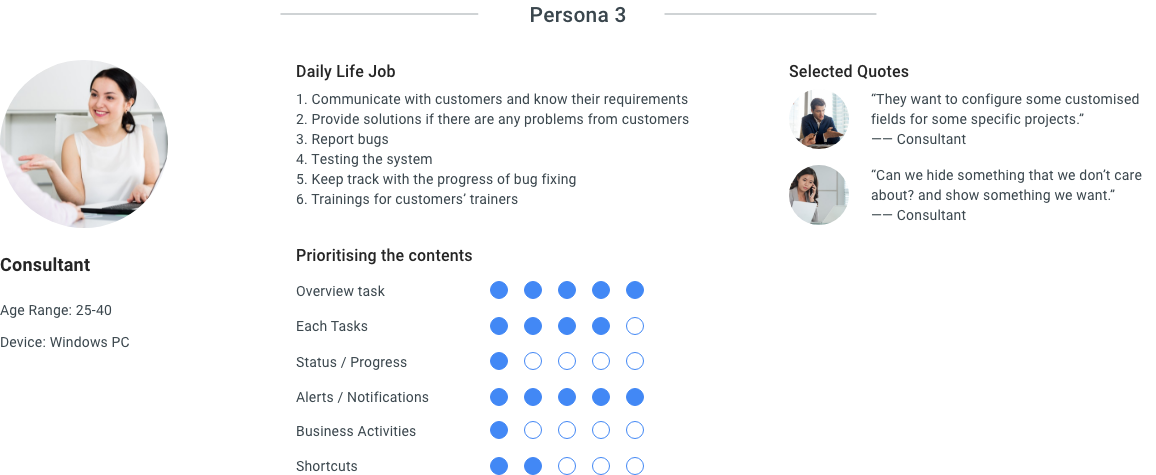 Persona 3
Consultant
Age Range: 25-40
Device: Windows PC
Daily Life Job
1. Communicate with customers and know their requirements
2. Provide solutions if there are any problems from customers
3. Report bugs
4. Testing the system
5. Keep track with the progress of bug fixing
6. Trainings for customers’ trainers
Prioritising the contents
Overview task
Each Tasks
Status / Progress
Alerts / Notifications
Business Activities
Shortcuts
Selected Quotes
“They want to configure some customised
fields for some specific projects.”
—— Consultant
“Can we hide something that we don’t care
about? and show something we want.”
—— Consultant